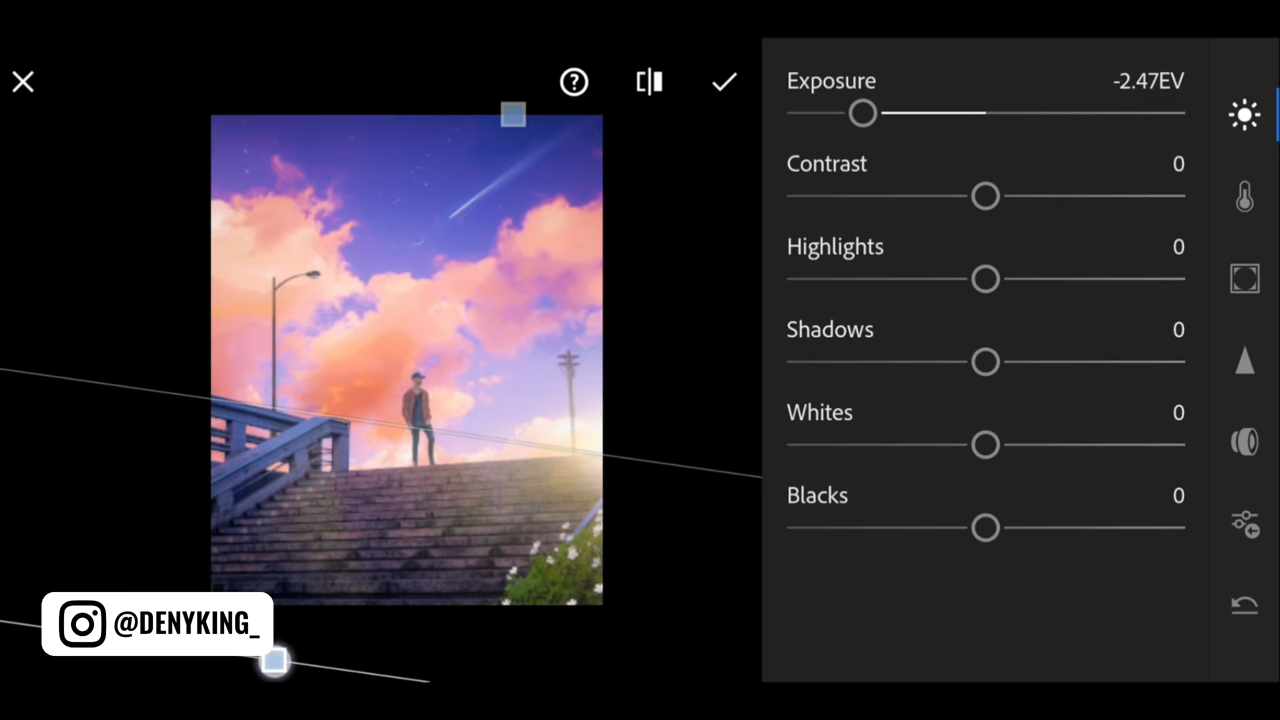 Exposure -2.47EV
Contrast 0
Highlights 0
Shadows 0
Whites 0
Blacks 0
@DENYKING_